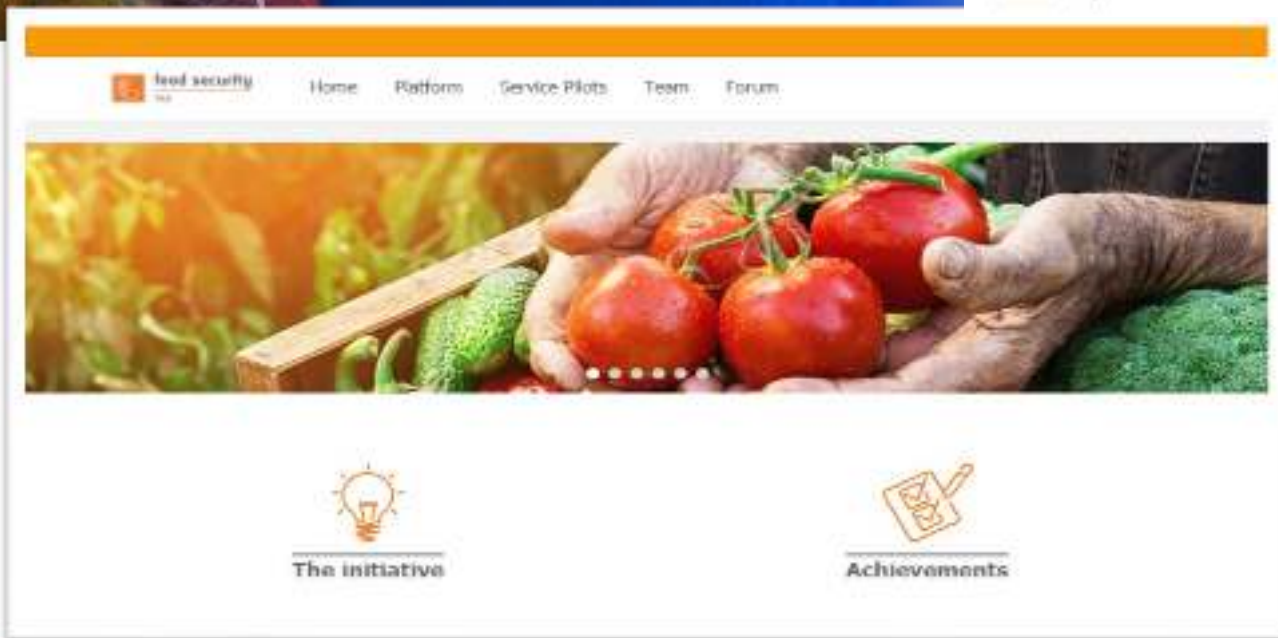 food security
Home Platform Service Pilots Team Forum
The initiative
Achievements